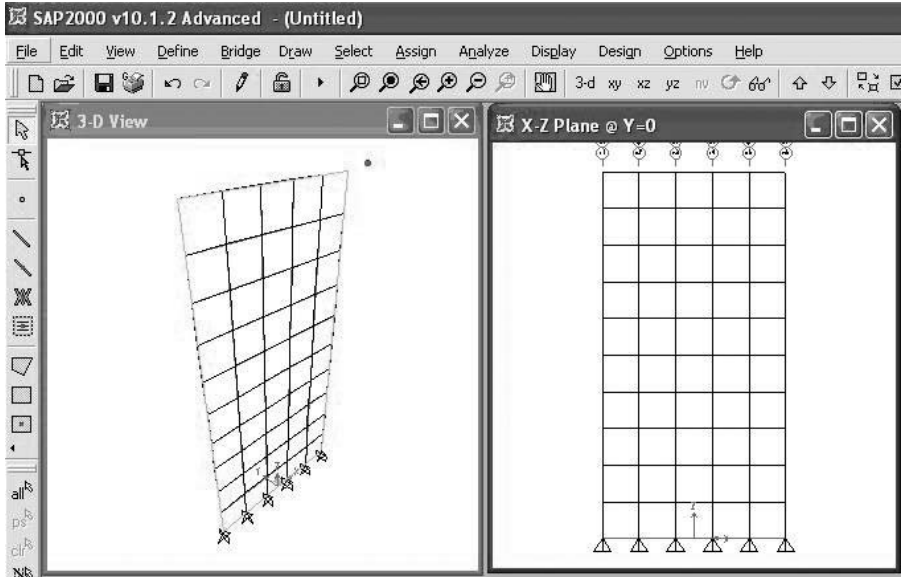 SAP2000 v10.1.2 Advanced - (Untitled)
File Edit View Define Bridge Draw Select Assign Analyze Display Design Options Help
3-d xy xz yz nv
3-D View
X-Z Plane @ Y=0
all
ps
clr